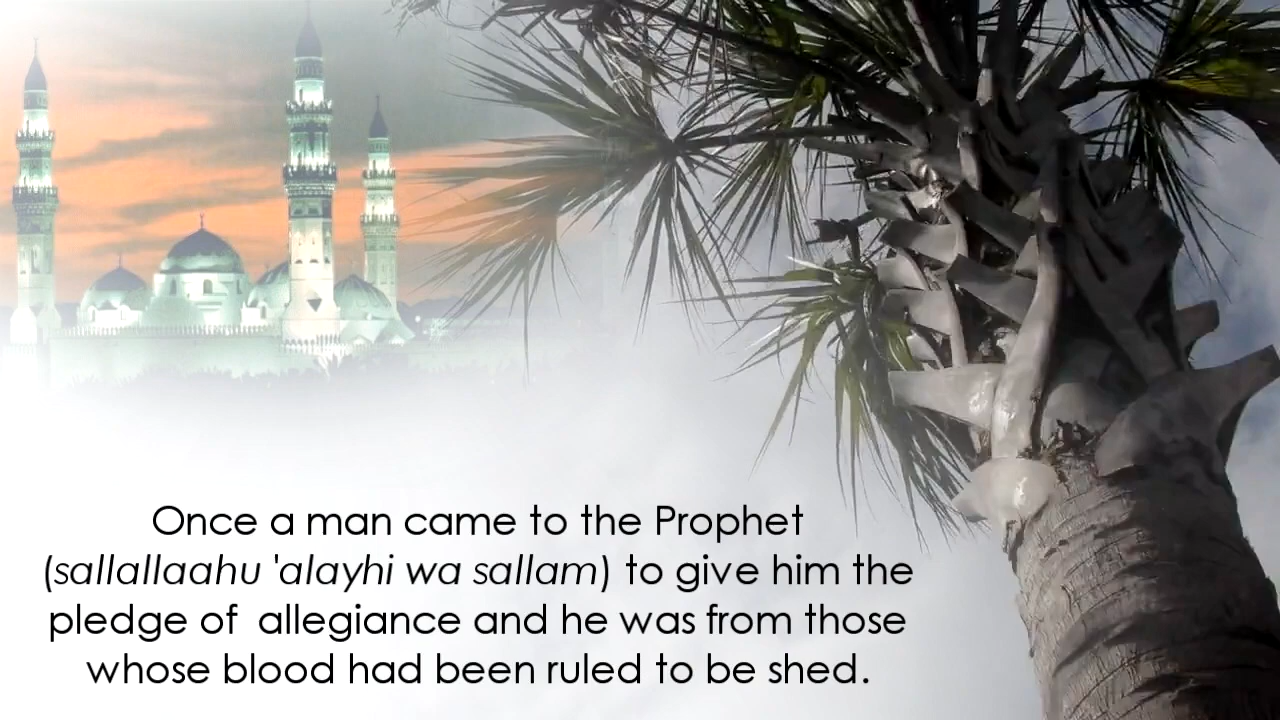 Once a man came to the Prophet
(sallallaahu 'alayhi wa sallam) to give him the
pledge of  allegiance and he was from those
whose blood had been ruled to be shed.